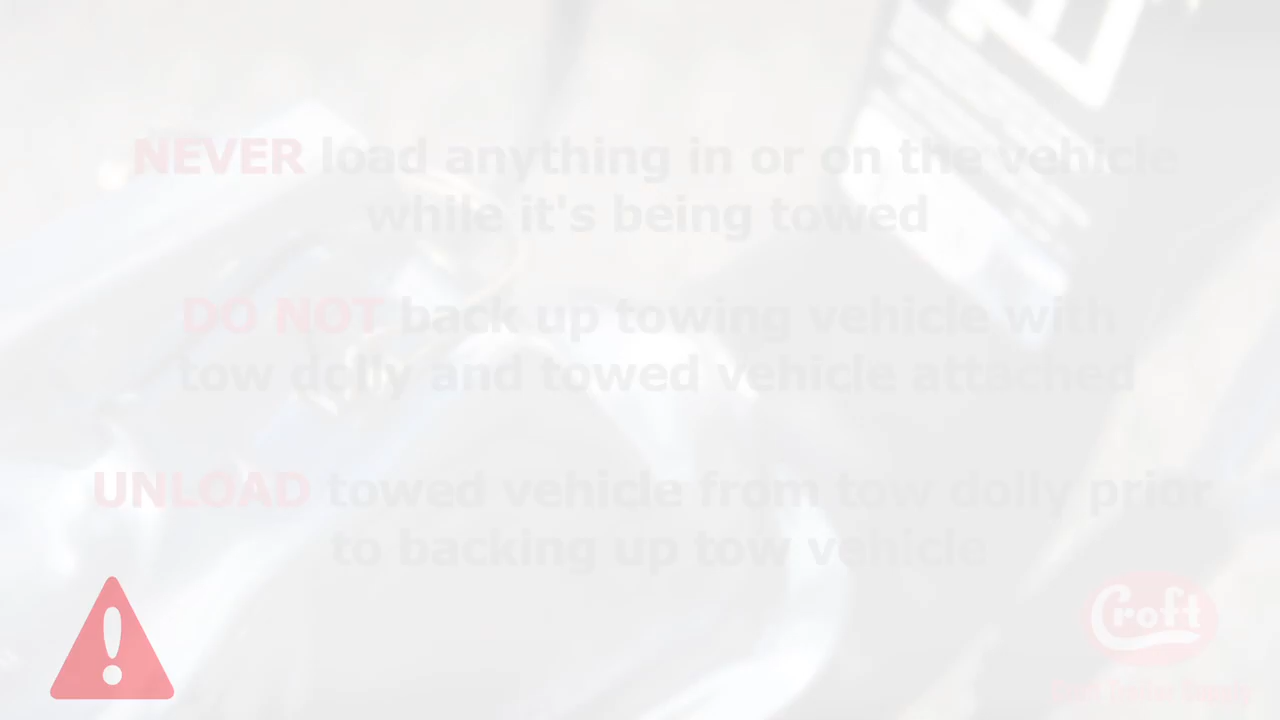 NEVER load anything in or on the vehicle
while it's being towed
DO NOT back up towing vehicle with
tow dolly and towed vehicle attached
UNLOAD towed vehicle from tow dolly prior
to backing up tow vehicle
Croft